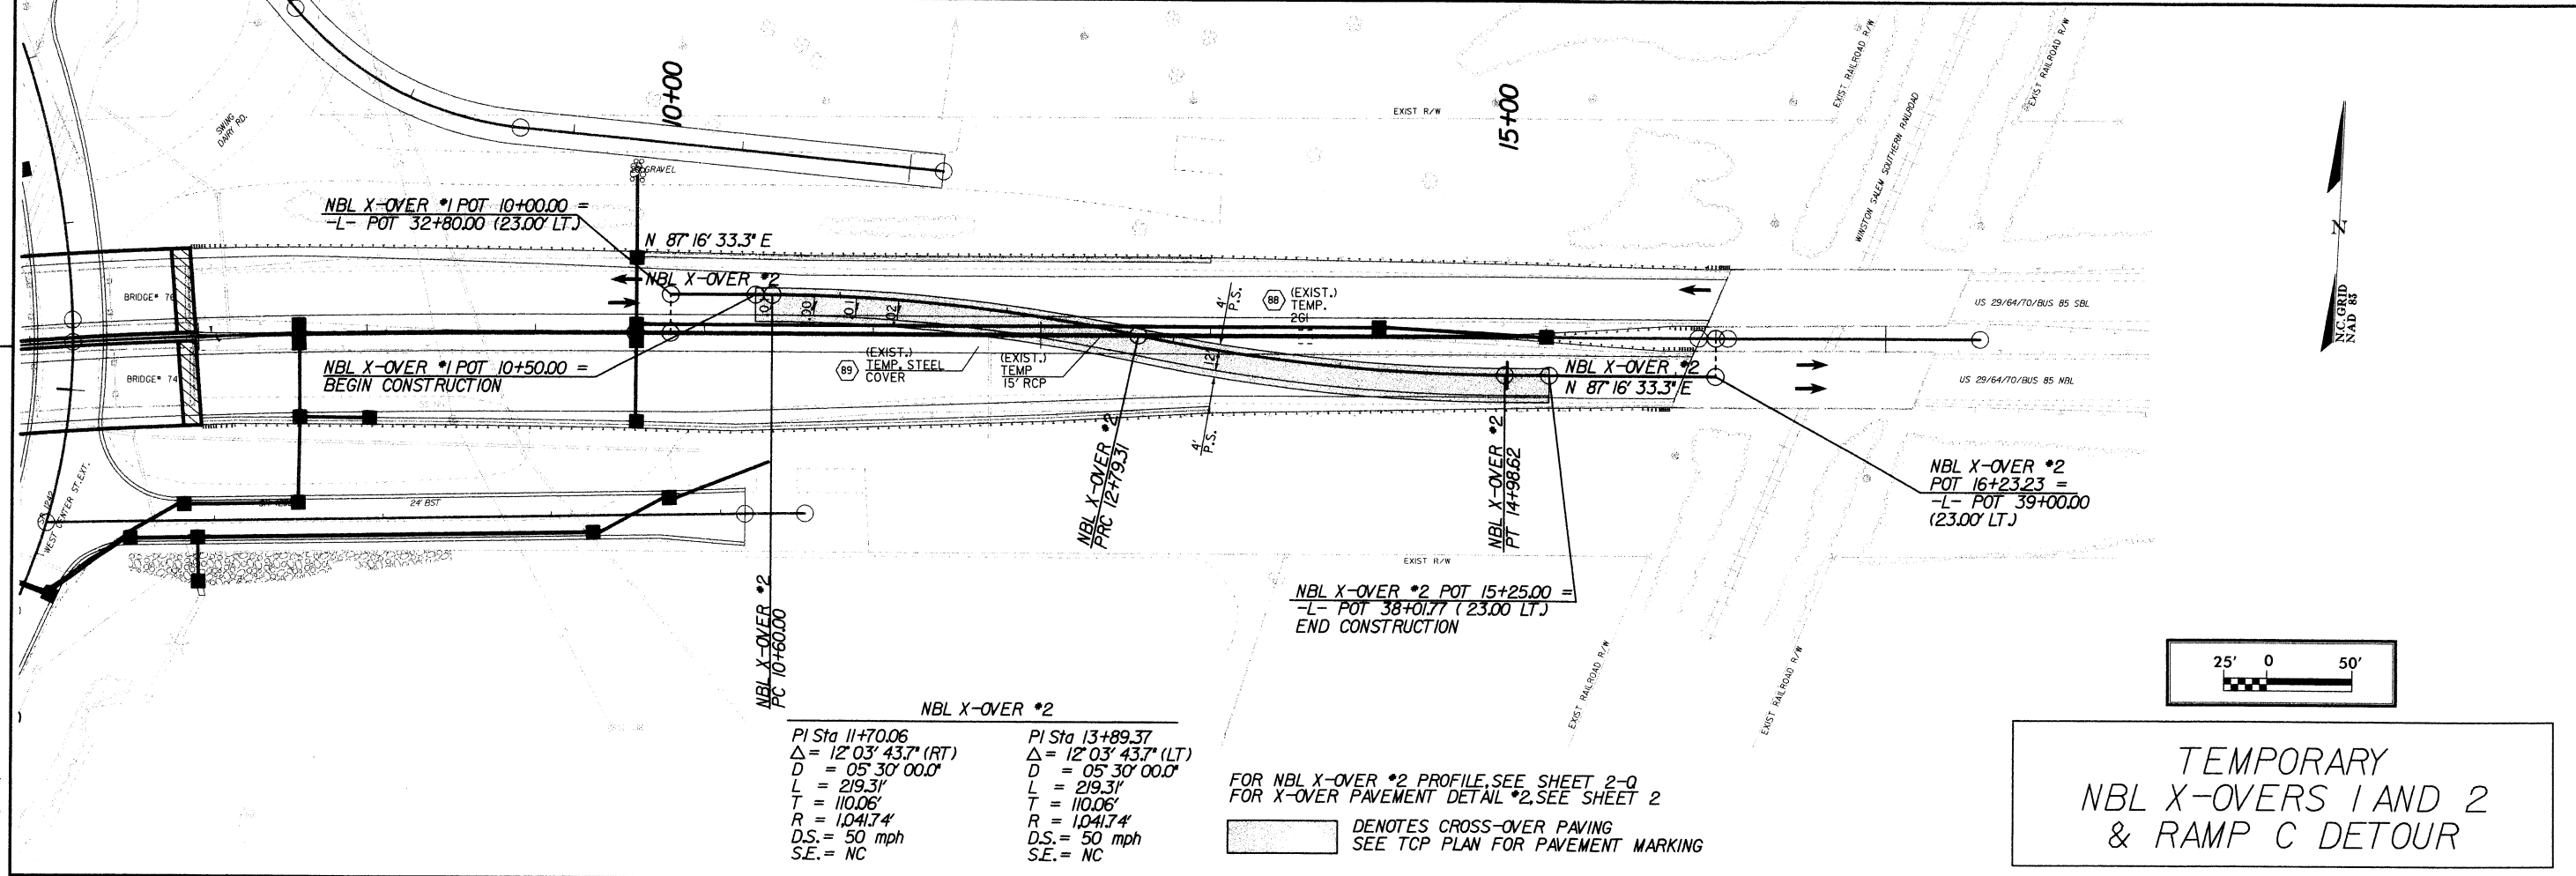 10+00
15+00
EXIST R/W
EXIST RAILROAD R/W
WINSTON SALEM SOUTHERN RAILROAD
EXIST RAILROAD R/W
SWING
DAIRY RD.
GRAVEL
NBL X-OVER #1 POT 10+00.00 =
-L- POT 32+80.00 (23.00' LT.)
N 87°16' 33.3" E
NBL X-OVER #2
BRIDGE# 76
BRIDGE# 74
.00
.01
.02
4'
P.S.
88
(EXIST.)
TEMP.
2GI
US 29/64/70/BUS 85 SBL
N
N.C. GRID
NAD 83
NBL X-OVER #1 POT 10+50.00 =
BEGIN CONSTRUCTION
89
(EXIST.)
TEMP. STEEL
COVER
(EXIST.)
TEMP
15" RCP
12'
NBL X-OVER #2
N 87°16' 33.3" E
US 29/64/70/BUS 85 NBL
4'
P.S.
NBL X-OVER #2
PRC 12+79.31
NBL X-OVER #2
PT 14+98.62
NBL X-OVER #2
POT 16+23.23 =
-L- POT 39+00.00
(23.00' LT.)
SR 1242
WEST CENTER ST. EXT.
24' BST
EXIST R/W
NBL X-OVER #2
PC 10+60.00
NBL X-OVER #2 POT 15+25.00 =
-L- POT 38+01.77 ( 23.00 LT.)
END CONSTRUCTION
EXIST RAILROAD R/W
EXIST RAILROAD R/W
25' 0 50'
NBL X-OVER #2
PI Sta 11+70.06
Δ = 12° 03' 43.7" (RT)
D = 05° 30' 00.0"
L = 219.31'
T = 110.06'
R = 1,041.74'
D.S.= 50 mph
S.E.= NC
PI Sta 13+89.37
Δ = 12° 03' 43.7" (LT)
D = 05° 30' 00.0"
L = 219.31'
T = 110.06'
R = 1,041.74'
D.S.= 50 mph
S.E.= NC
FOR NBL X-OVER #2 PROFILE, SEE SHEET 2-Q
FOR X-OVER PAVEMENT DETAIL #2, SEE SHEET 2
DENOTES CROSS-OVER PAVING
SEE TCP PLAN FOR PAVEMENT MARKING
TEMPORARY
NBL X-OVERS 1 AND 2
& RAMP C DETOUR